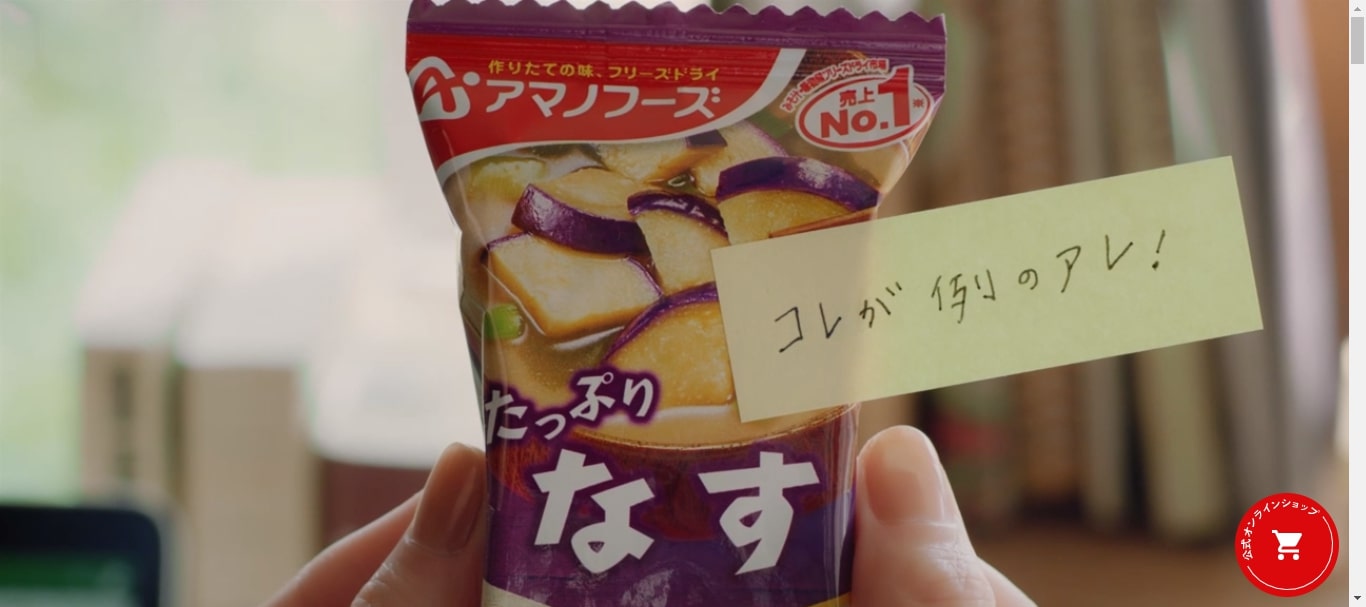 作りたての味、フリーズドライ
アマノフーズ
売上
No.1
※
コレが例のアレ!
たっぷり
なす
公式オンラインショップ